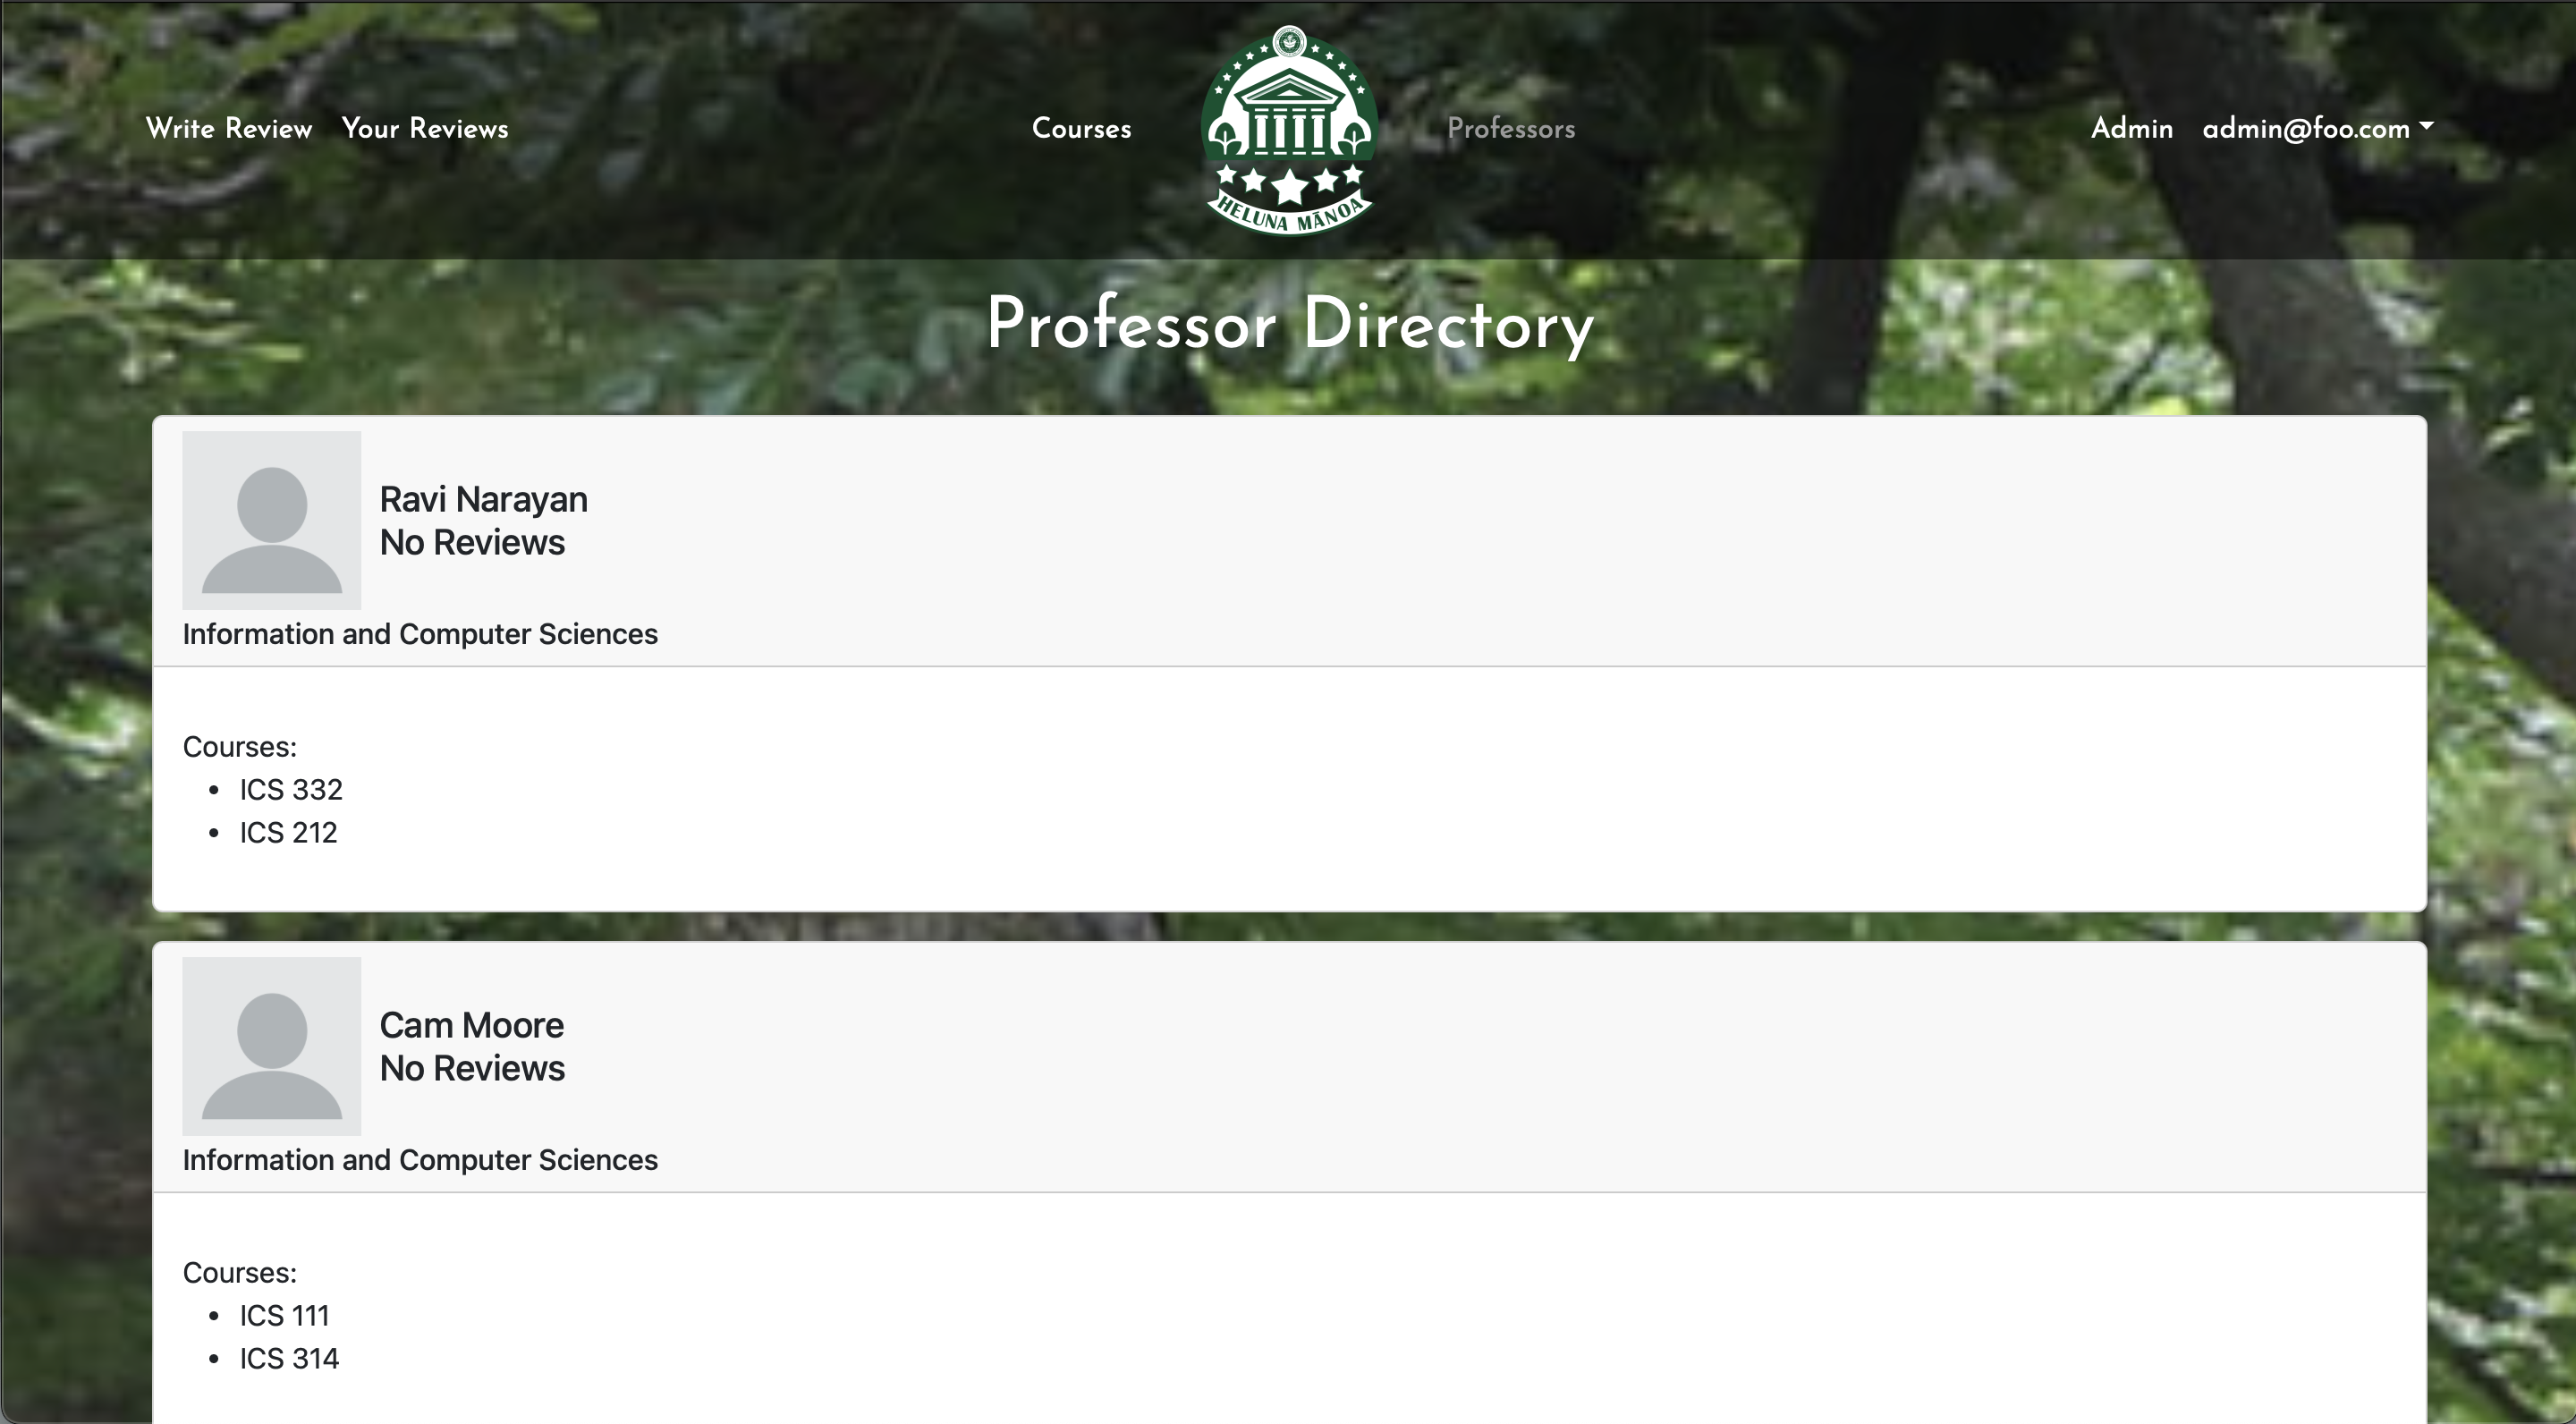 Write Review Your Reviews Courses Professors Admin admin@foo.com
HELUNA MĀNOA
Professor Directory
Ravi Narayan
No Reviews
Information and Computer Sciences
Courses:
• ICS 332
• ICS 212
Cam Moore
No Reviews
Information and Computer Sciences
Courses:
• ICS 111
• ICS 314